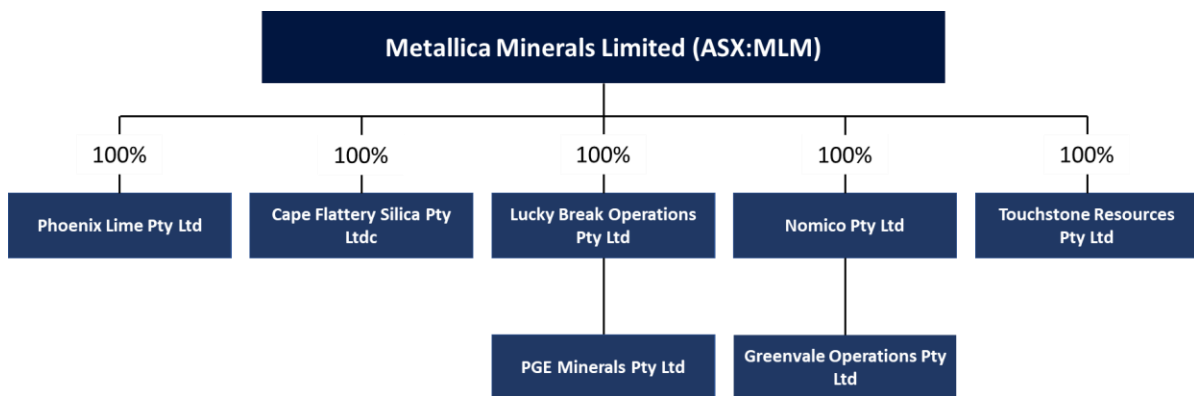 Metallica Minerals Limited (ASX:MLM)
100%
100%
100%
100%
100%
Phoenix Lime Pty Ltd
Cape Flattery Silica Pty
Ltdc
Lucky Break Operations
Pty Ltd
Nomico Pty Ltd
Touchstone Resources
Pty Ltd
PGE Minerals Pty Ltd
Greenvale Operations Pty
Ltd